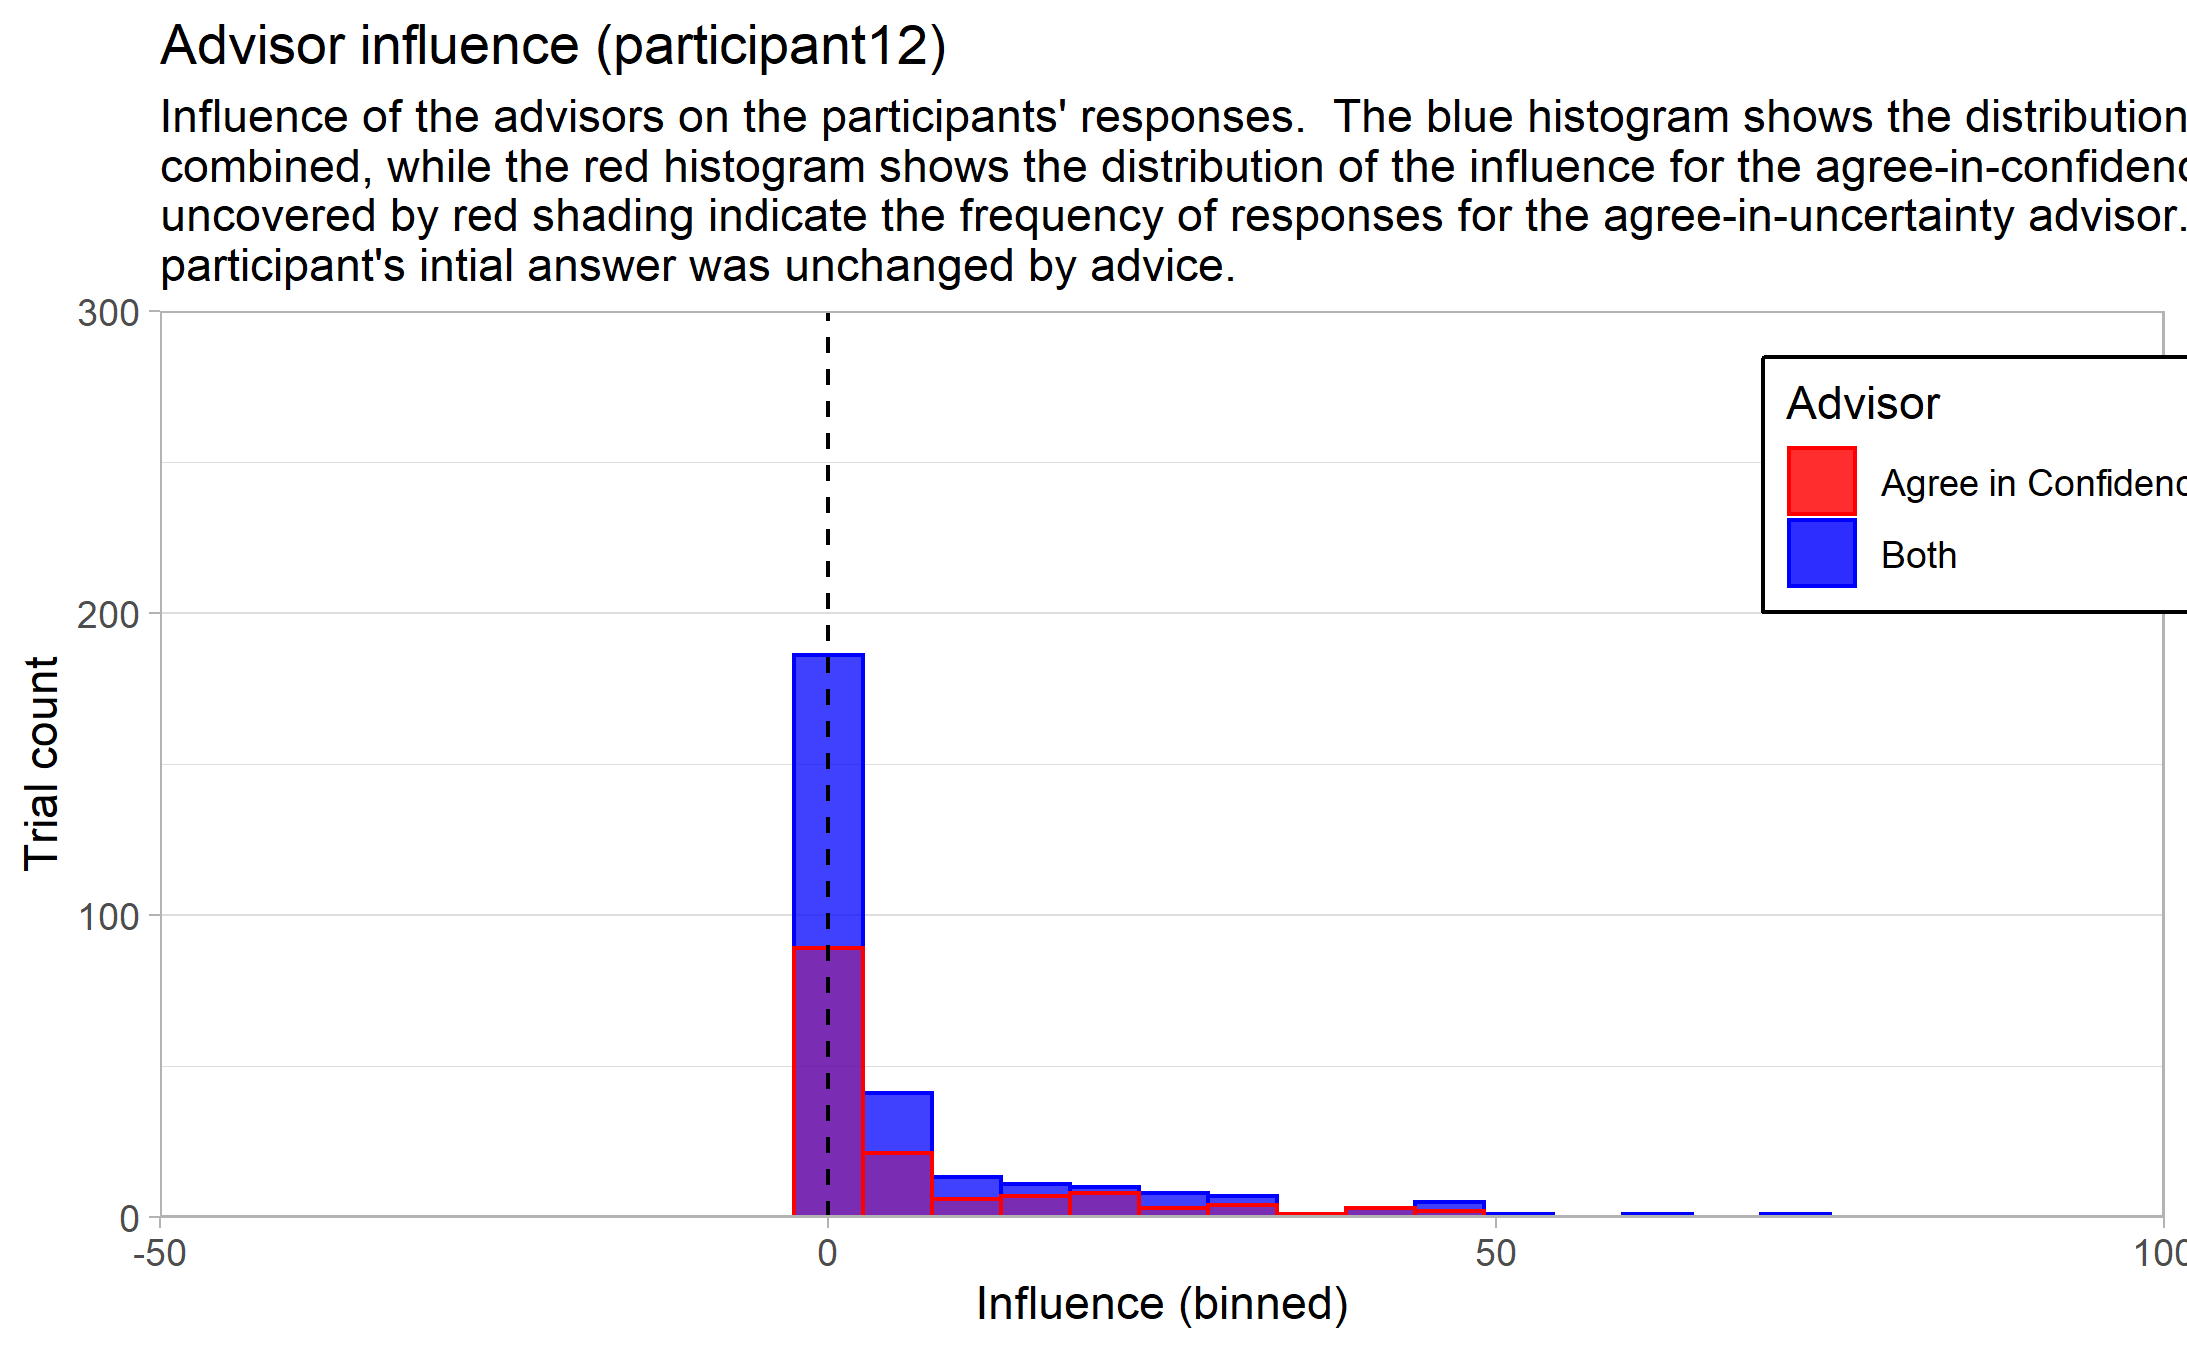 Advisor influence (participant12)
Influence of the advisors on the participants' responses.  The blue histogram shows the distribution
combined, while the red histogram shows the distribution of the influence for the agree-in-confidenc
uncovered by red shading indicate the frequency of responses for the agree-in-uncertainty advisor.
participant's intial answer was unchanged by advice.
300
200
100
0
Trial count
Advisor
Agree in Confidenc
Both
-50
0
50
100
Influence (binned)